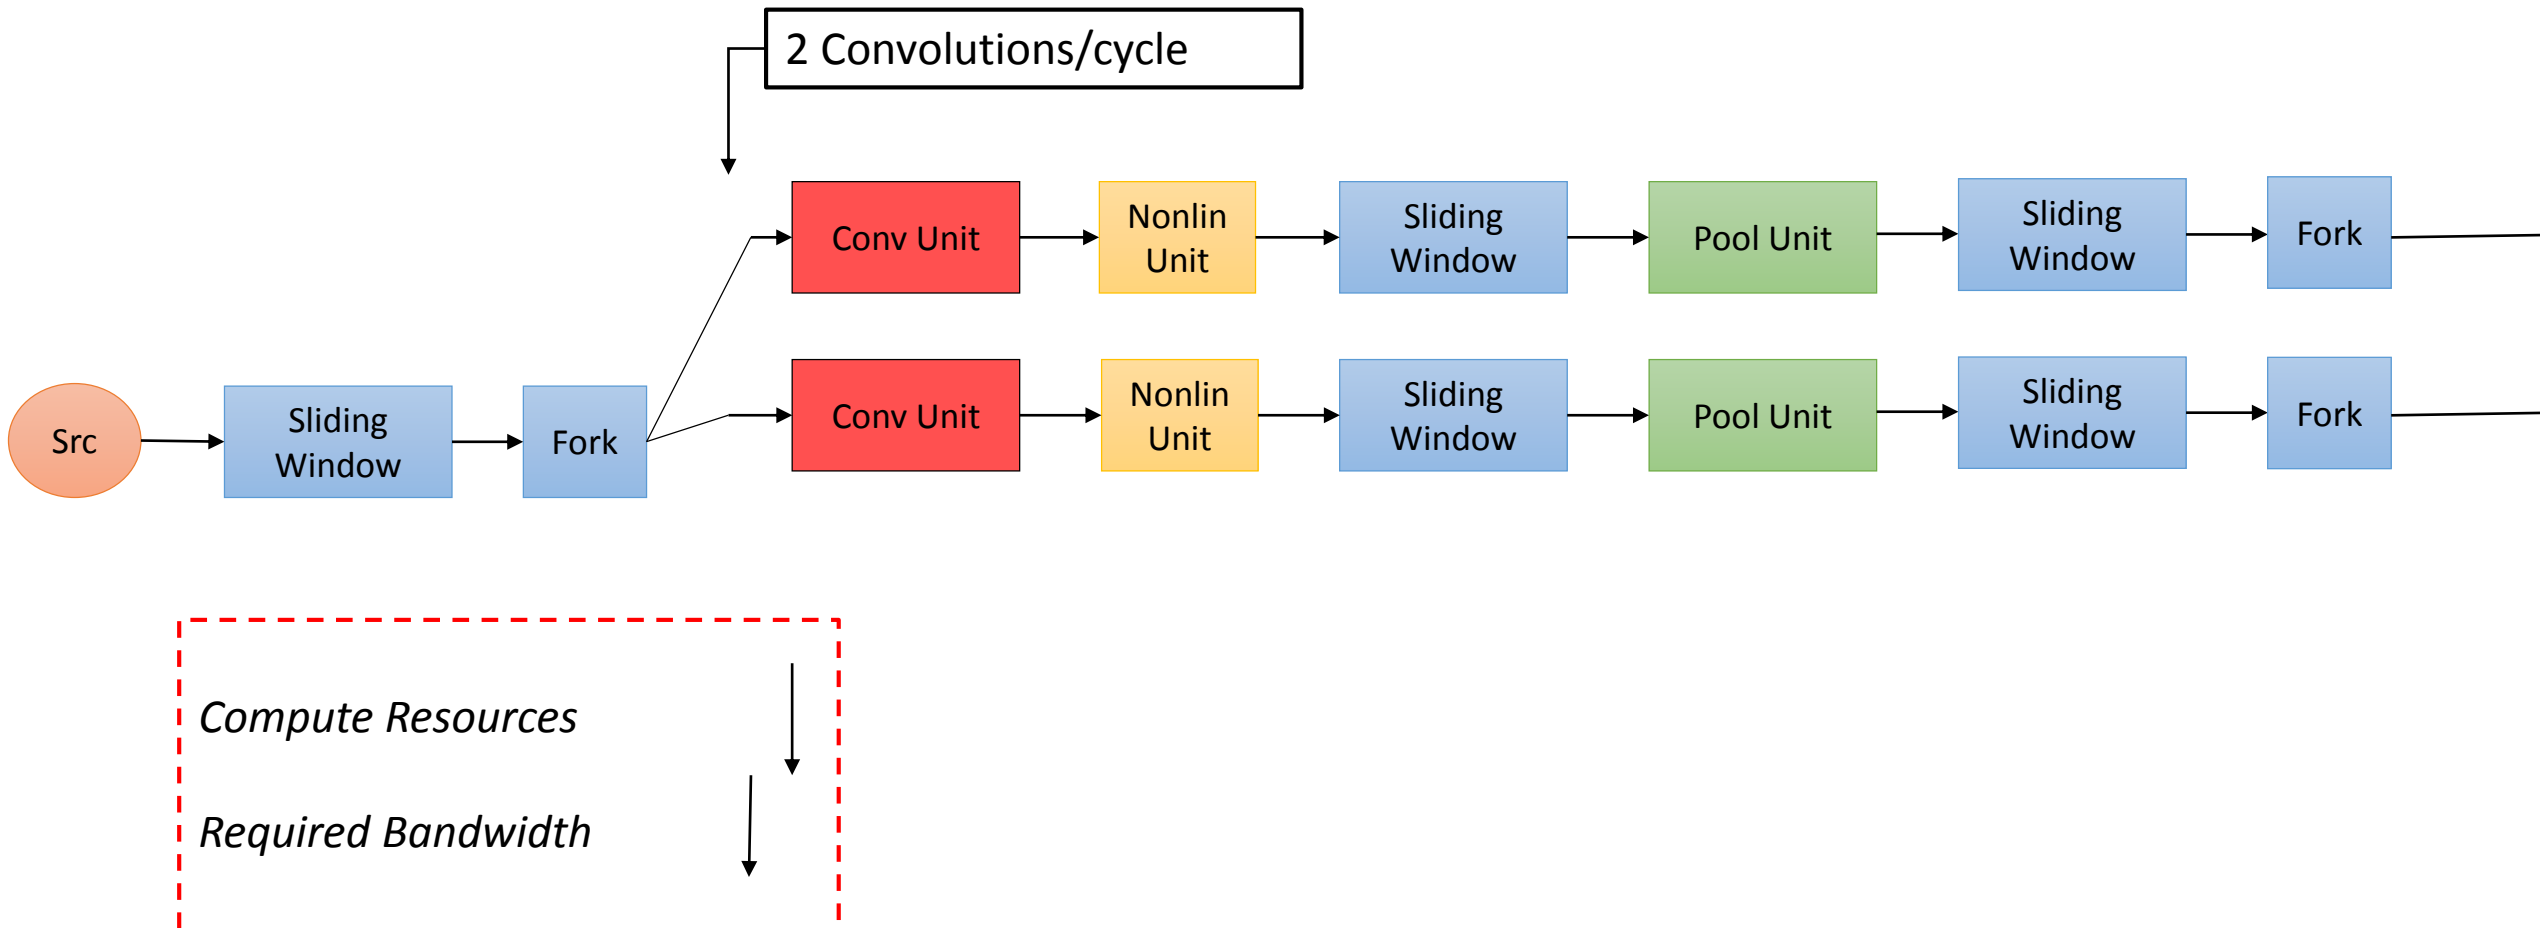 2 Convolutions/cycle
Conv Unit
Nonlin
Unit
Sliding
Window
Pool Unit
Sliding
Window
Fork
Src
Sliding
Window
Fork
Conv Unit
Nonlin
Unit
Sliding
Window
Pool Unit
Sliding
Window
Fork
Compute Resources
Required Bandwidth